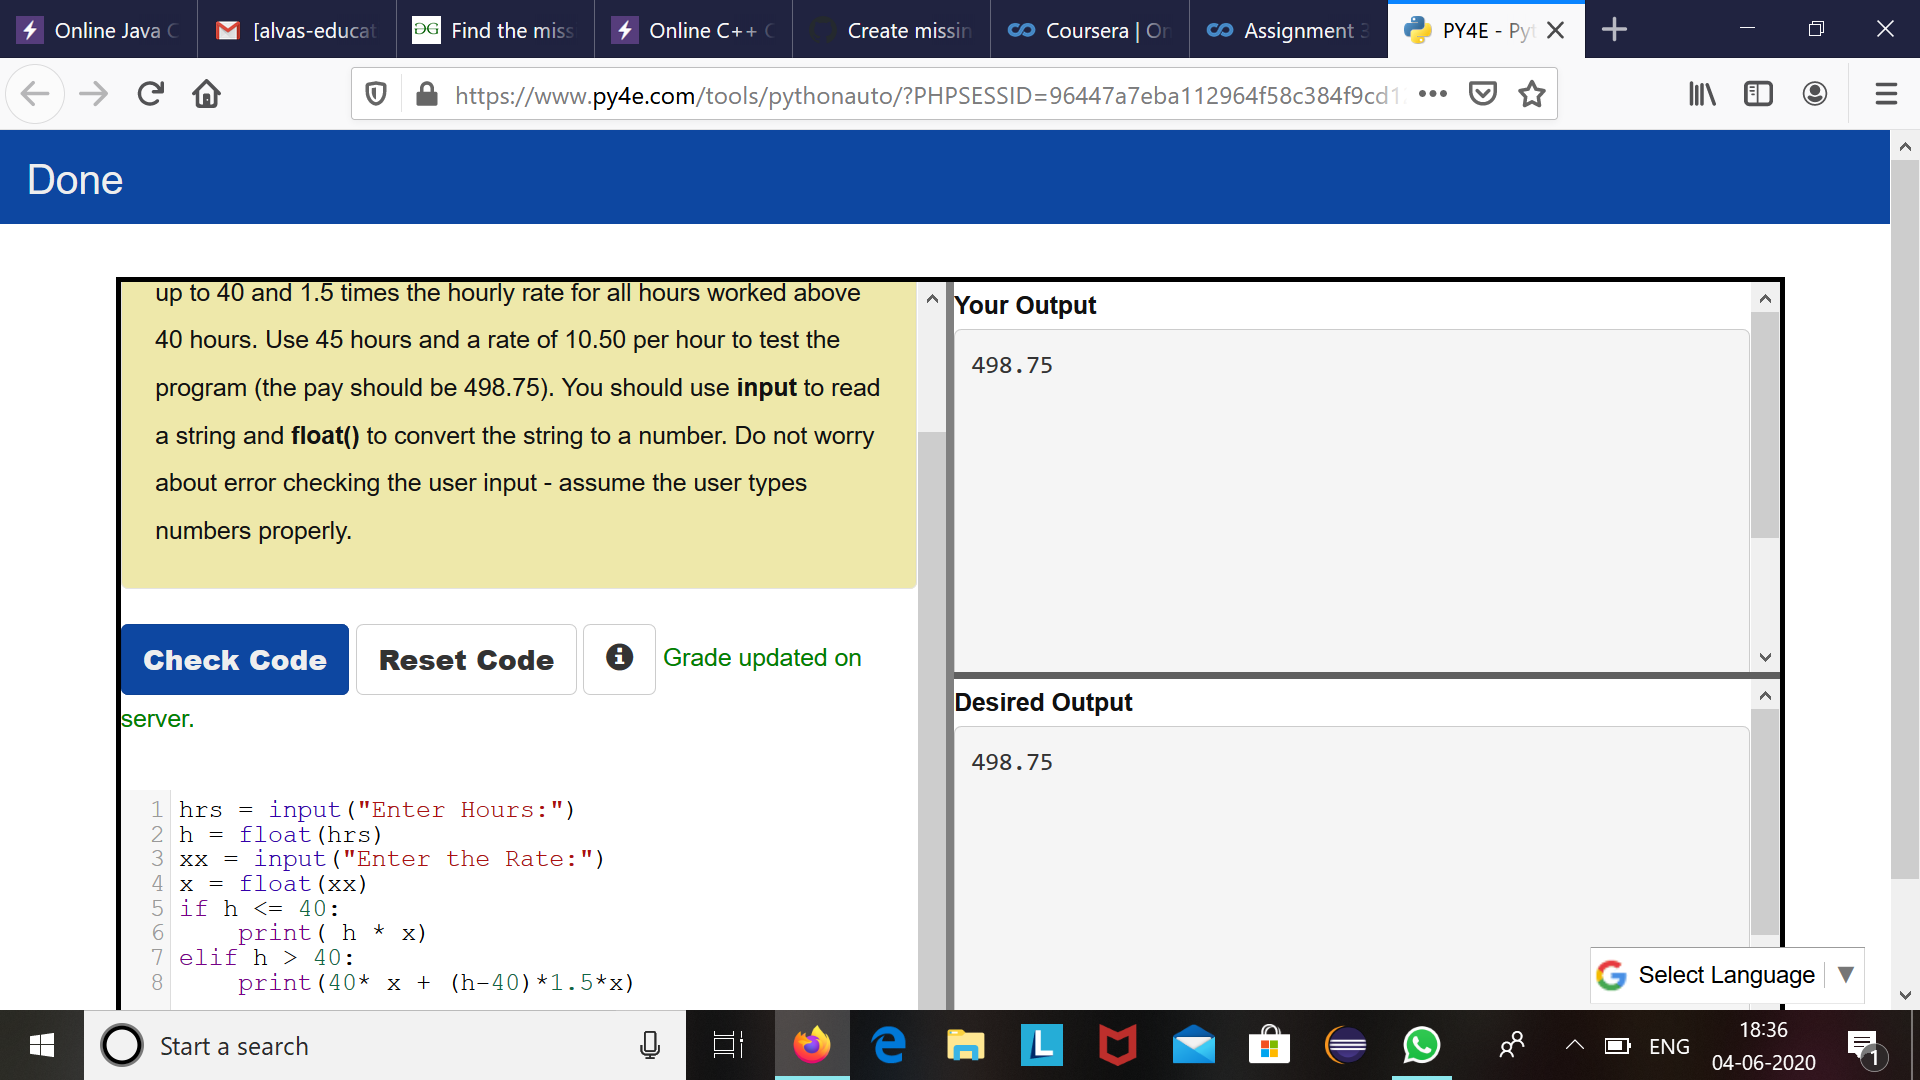 Online Java C
[alvas-educat
GG Find the miss
Online C++ C
Create missin
Coursera | On
Assignment 3
PY4E - Pyt
https://www.py4e.com/tools/pythonauto/?PHPSESSID=96447a7eba112964f58c384f9cd1
Done
up to 40 and 1.5 times the hourly rate for all hours worked above
40 hours. Use 45 hours and a rate of 10.50 per hour to test the
program (the pay should be 498.75). You should use input to read
a string and float() to convert the string to a number. Do not worry
about error checking the user input - assume the user types
numbers properly.
Check Code
Reset Code
Grade updated on
server.
1 hrs = input("Enter Hours:")
2 h = float(hrs)
3 xx = input("Enter the Rate:")
4 x = float(xx)
5 if h <= 40:
6     print( h * x)
7 elif h > 40:
8     print(40* x + (h-40)*1.5*x)
Your Output
498.75
Desired Output
498.75
G Select Language ▼
Start a search
L
ENG
18:36
04-06-2020
1